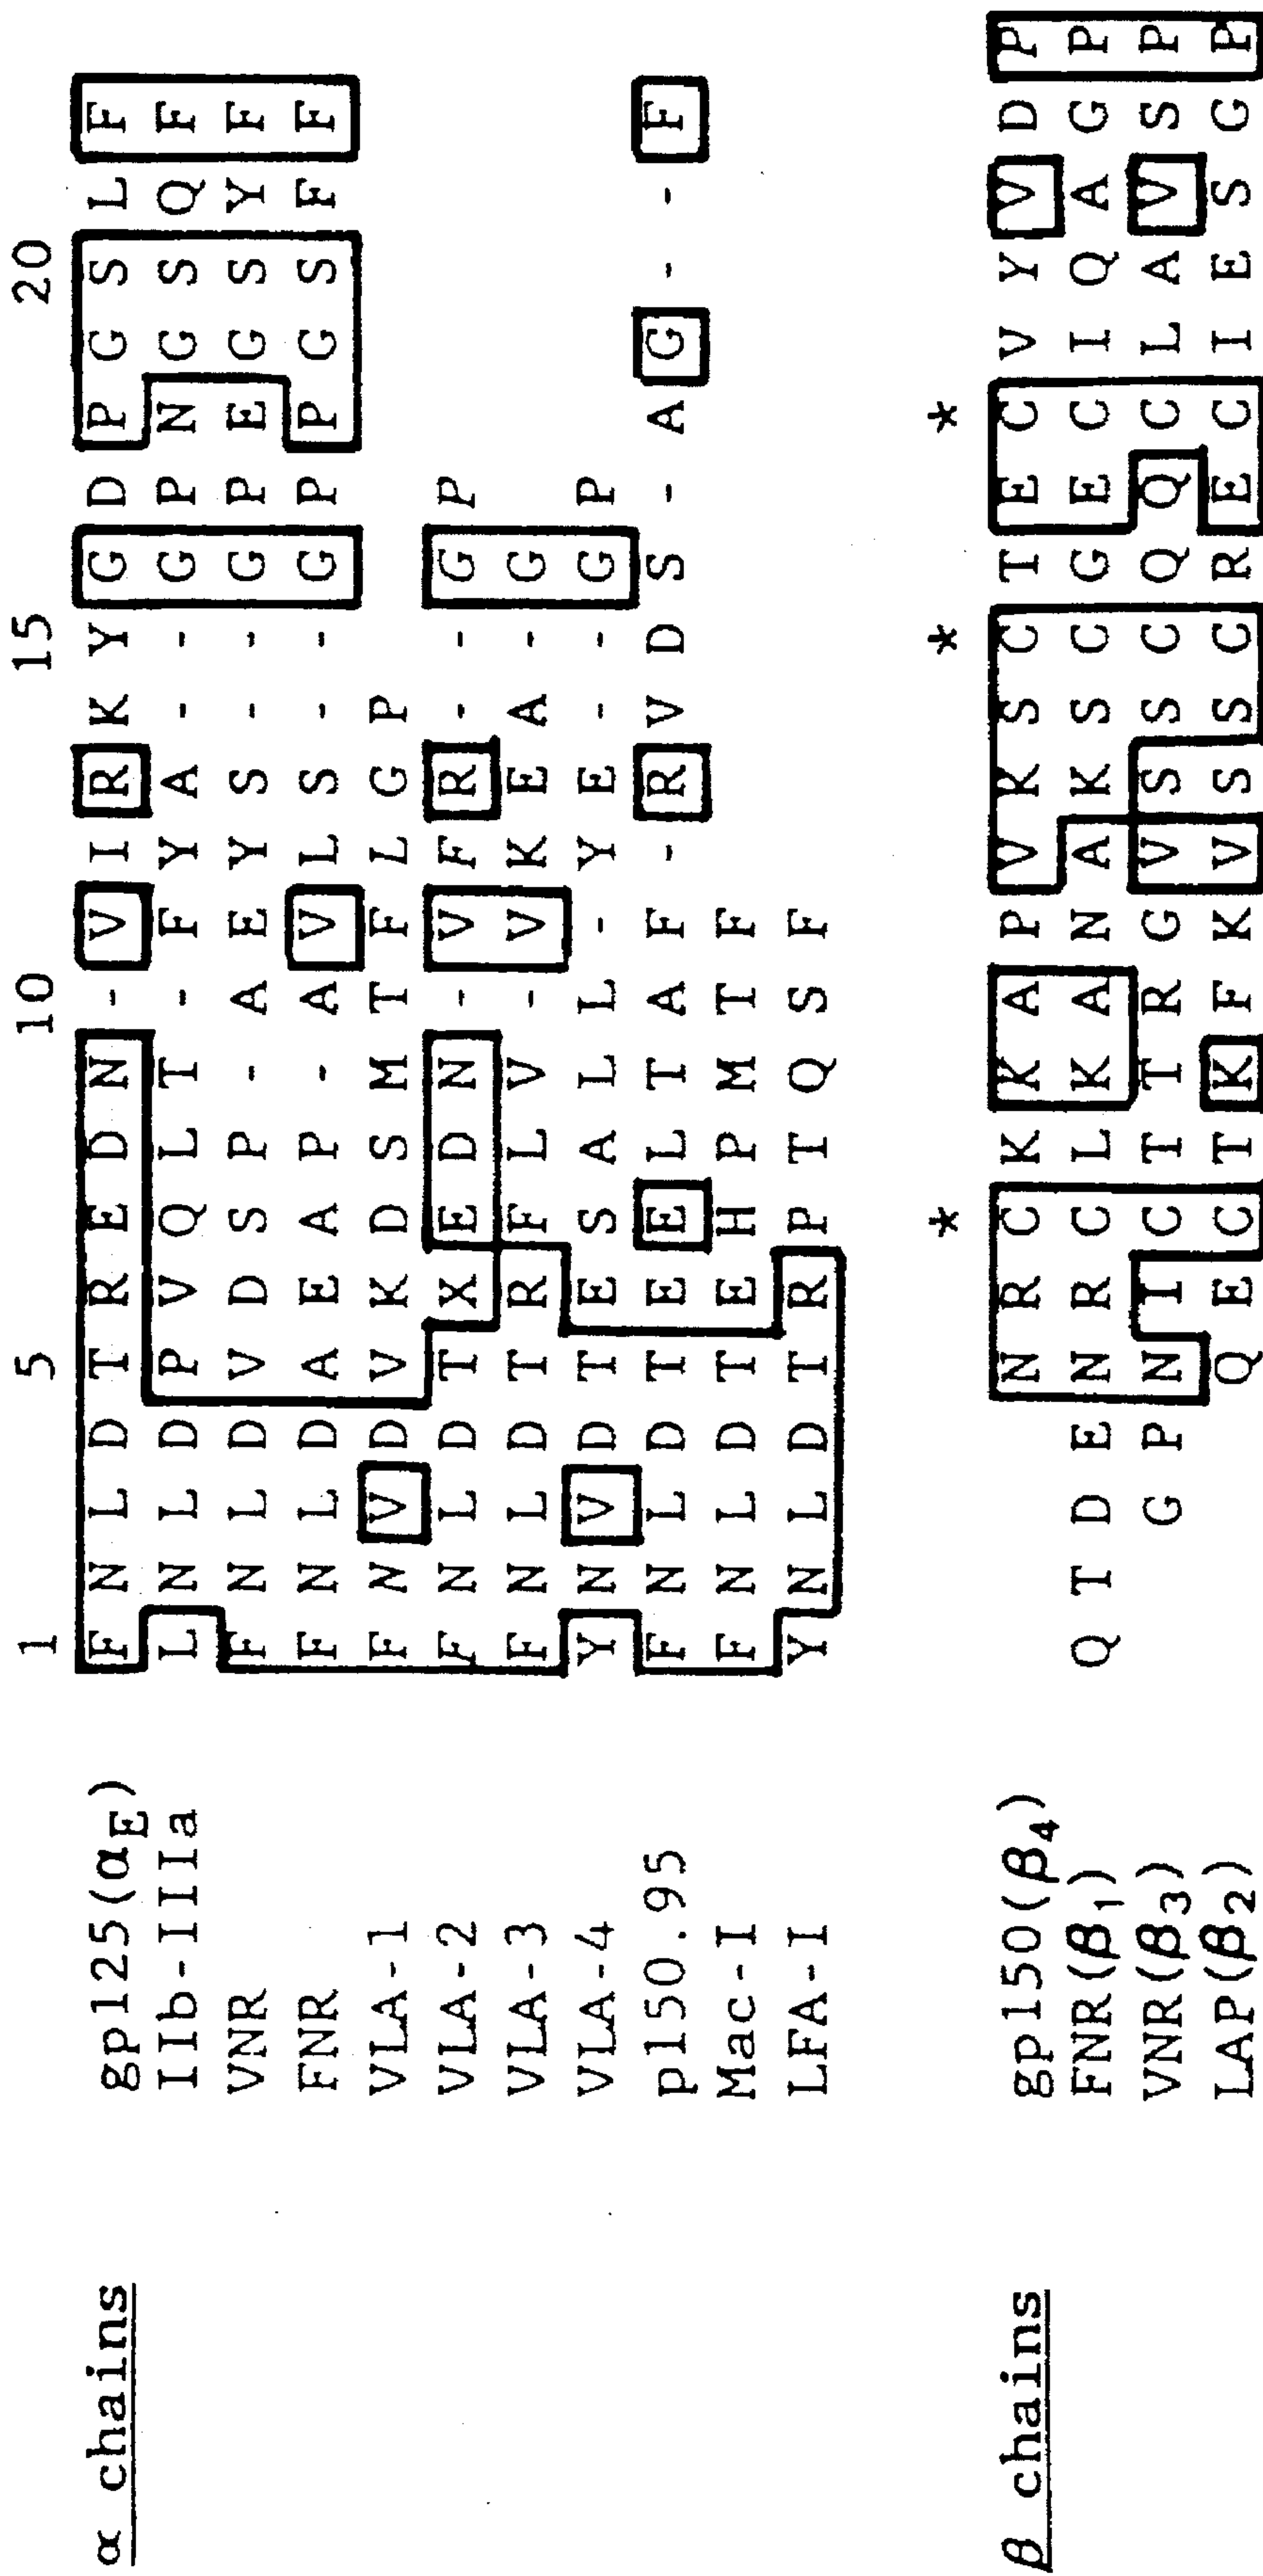 1 5 10 15 20
α chains gp125(αE) F N L D T R E D N - V I R K Y G D P G S L F
IIb-IIIa L N L D P V Q L T - F Y A - - G P N G S Q F
VNR F N L D V D S P - A E Y S - - G P E G S Y F
FNR F N L D A E A P - A V L S - - G P P G S F F
VLA-1 F N V D V K D S M T F L G P
VLA-2 F N L D T X E D N - V F R - - G P
VLA-3 F N L D T R F L V - V K E A - G
VLA-4 Y N V D T E S A L L - Y E - - G P
p150.95 F N L D T E E L T A F - R V D S - A G - - F
Mac-I F N L D T E H P M T F
LFA-I Y N L D T R P T Q S F
* * *
β chains gp150(β4) N R C K K A P V K S C T E C V Y V D P
FNR(β1) Q T D E N R C L K A N A K S C G E C I Q A G P
VNR(β3) G P N I C T T R G V S S C Q Q C L A V S P
LAP(β2) Q E C T K F K V S S C R E C I E S G P